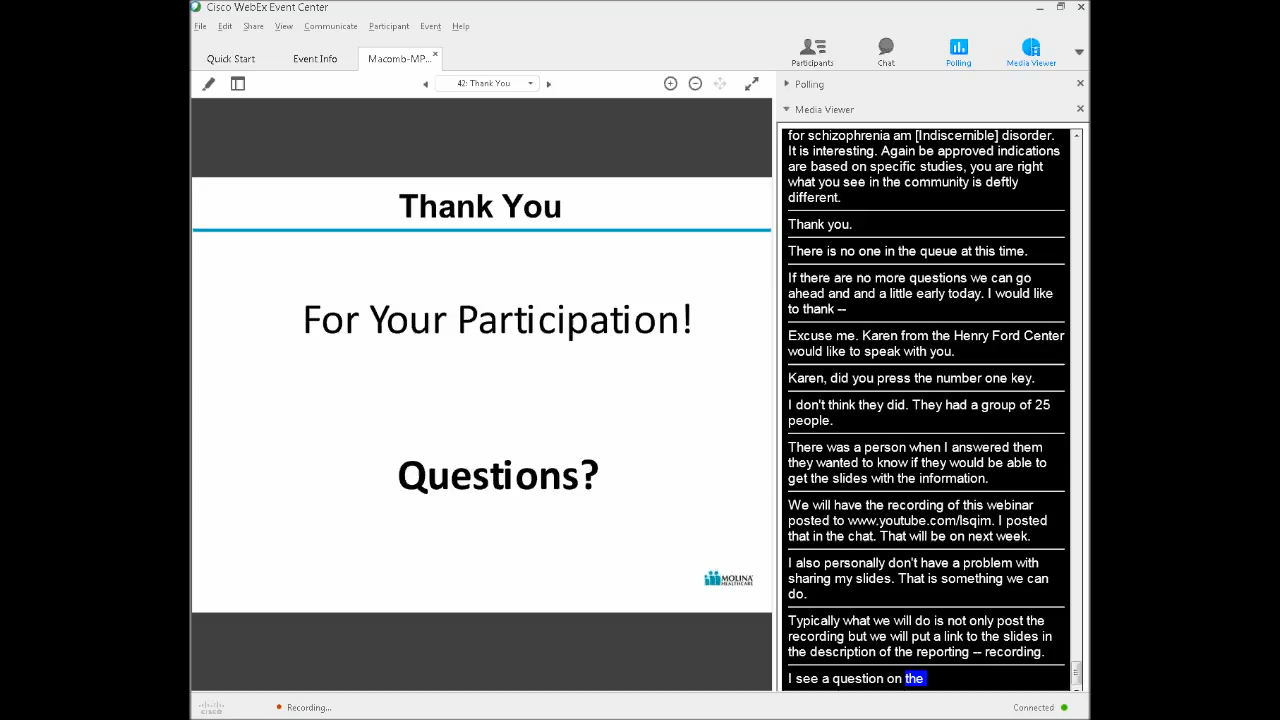 Cisco WebEx Event Center
File Edit Share View Communicate Participant Event Help
Quick Start Event Info Macomb-MP...
Participants Chat Polling Media Viewer
42: Thank You
Polling
Media Viewer
Thank You
For Your Participation!
Questions?
MOLINA
HEALTHCARE
for schizophrenia am [Indiscernible] disorder.
It is interesting. Again be approved indications
are based on specific studies, you are right
what you see in the community is deftly
different.
Thank you.
There is no one in the queue at this time.
If there are no more questions we can go
ahead and and a little early today. I would like
to thank --
Excuse me. Karen from the Henry Ford Center
would like to speak with you.
Karen, did you press the number one key.
I don't think they did. They had a group of 25
people.
There was a person when I answered them
they wanted to know if they would be able to
get the slides with the information.
We will have the recording of this webinar
posted to www.youtube.com/lsqim. I posted
that in the chat. That will be on next week.
I also personally don't have a problem with
sharing my slides. That is something we can
do.
Typically what we will do is not only post the
recording but we will put a link to the slides in
the description of the reporting -- recording.
I see a question on the
cisco
Recording...
Connected